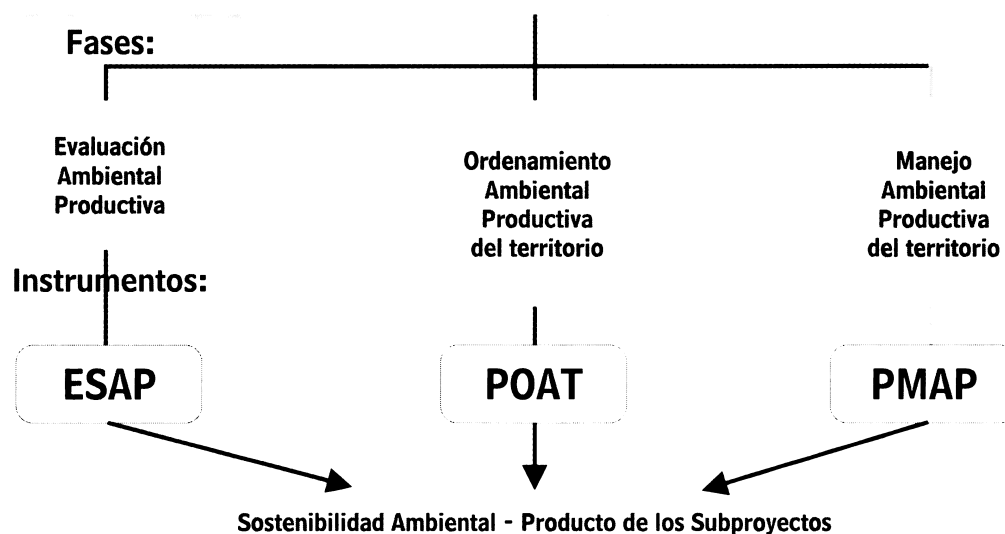 Fases:
Evaluación
Ambiental
Productiva
Ordenamiento
Ambiental
Productiva
del territorio
Manejo
Ambiental
Productiva
del territorio
Instrumentos:
ESAP
POAT
PMAP
Sostenibilidad Ambiental - Producto de los Subproyectos